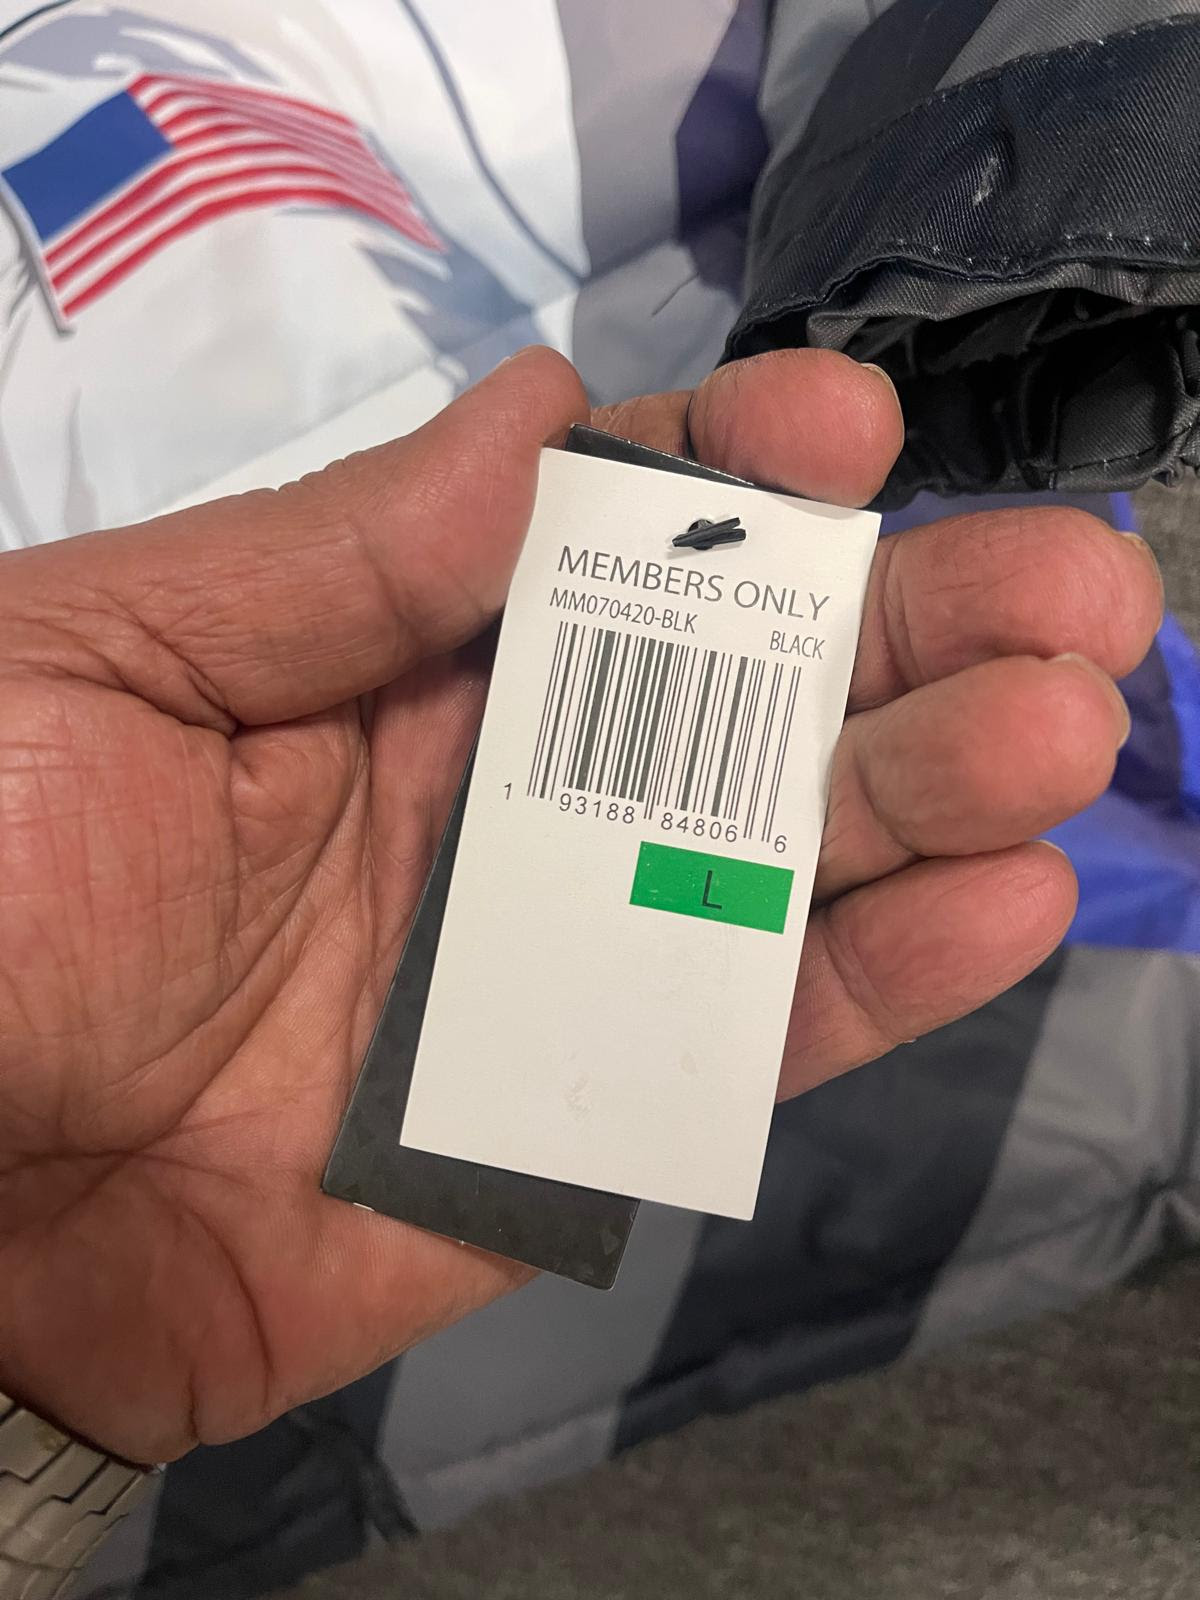 MEMBERS ONLY
MM070420-BLK
BLACK
1 93188 84806 6
L